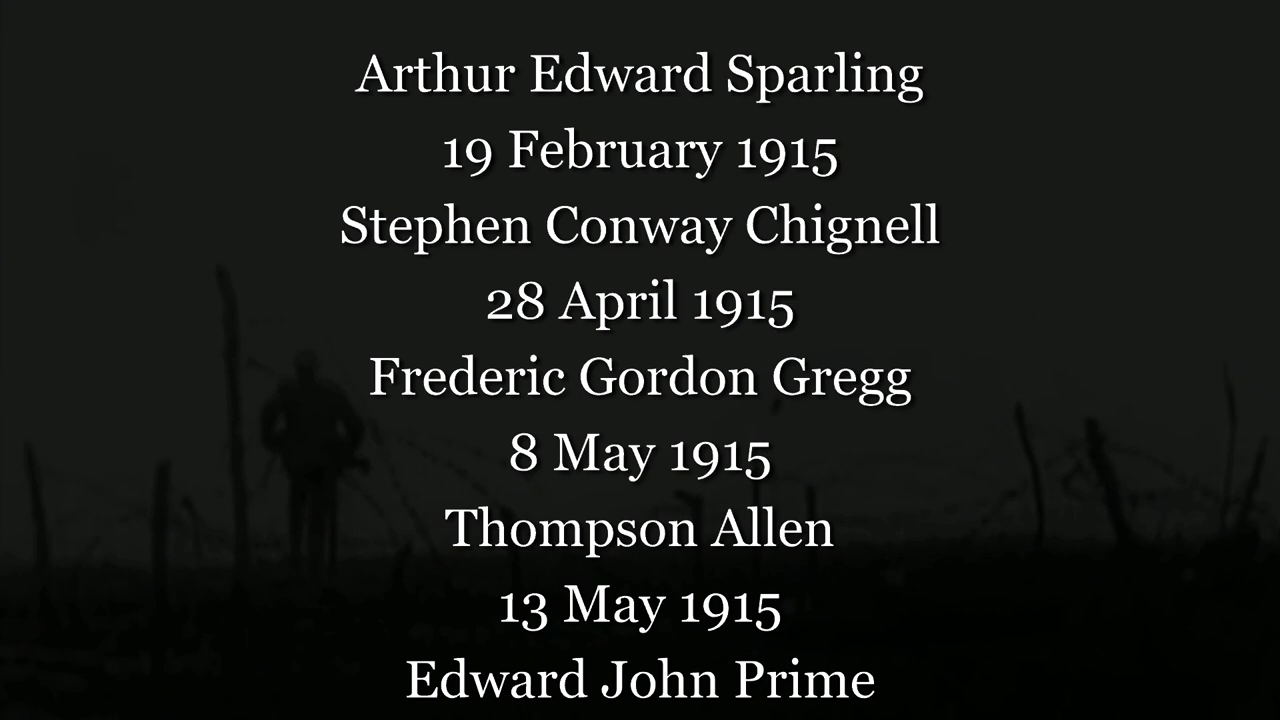 Arthur Edward Sparling
19 February 1915
Stephen Conway Chignell
28 April 1915
Frederic Gordon Gregg
8 May 1915
Thompson Allen
13 May 1915
Edward John Prime